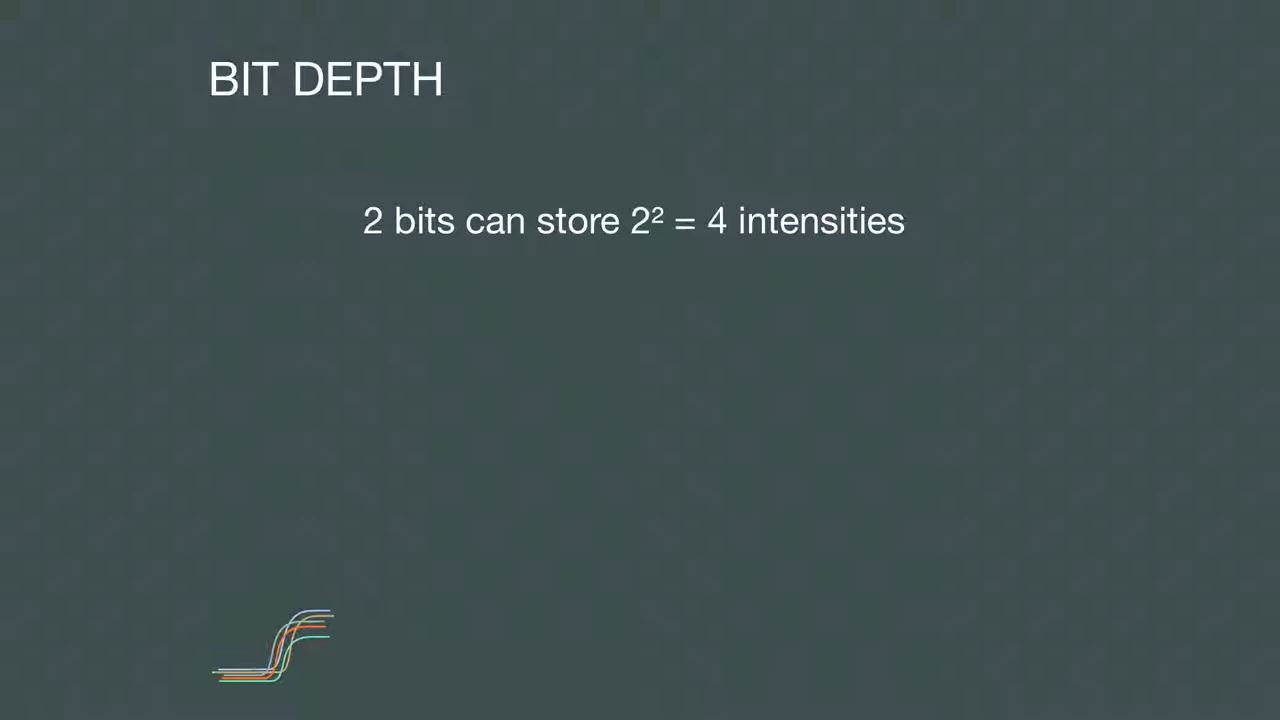 BIT DEPTH
2 bits can store 2² = 4 intensities